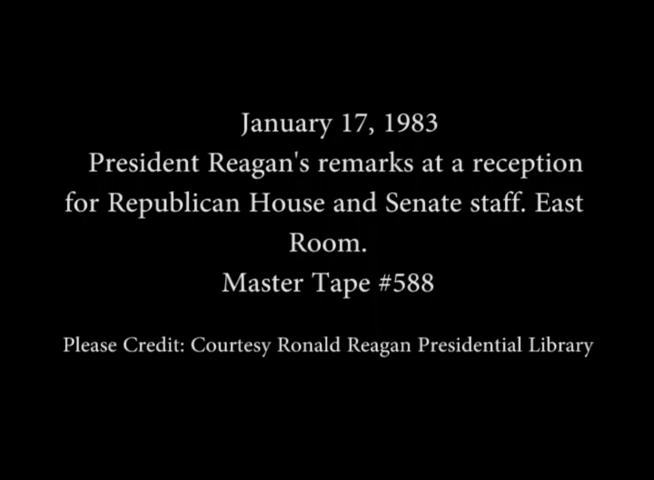 January 17, 1983
President Reagan's remarks at a reception
for Republican House and Senate staff. East
Room.
Master Tape #588
Please Credit: Courtesy Ronald Reagan Presidential Library